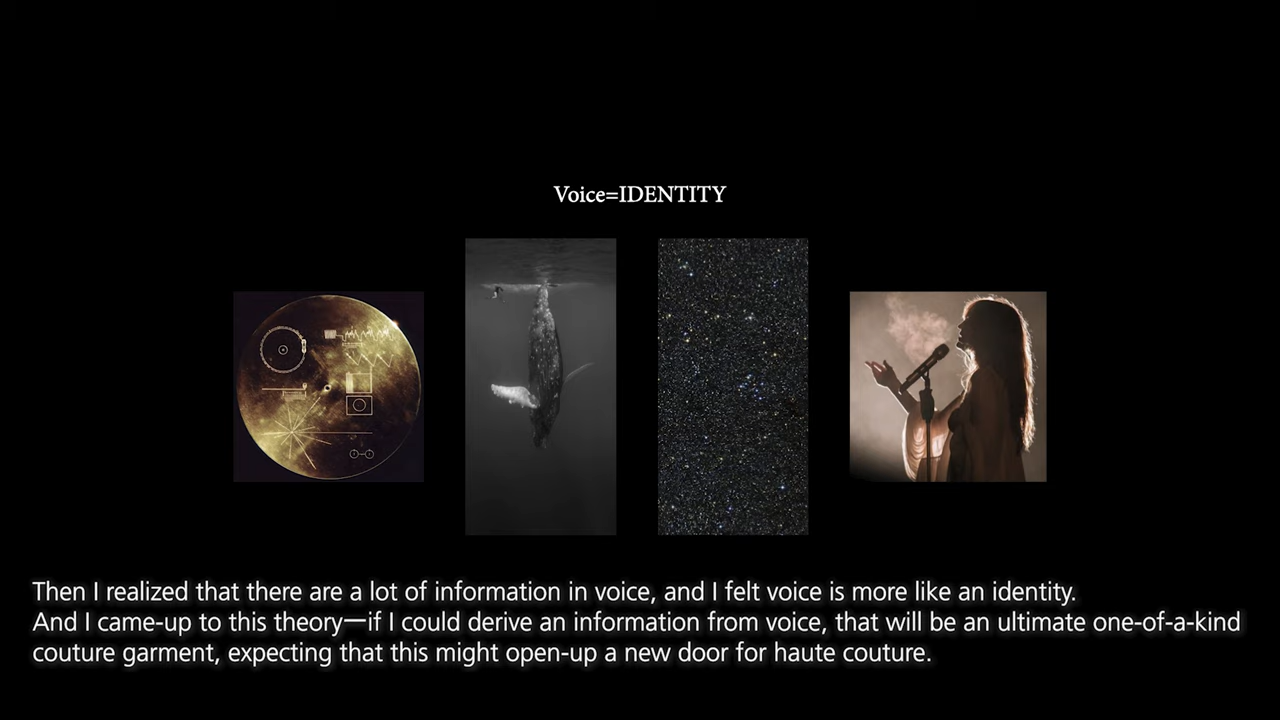 Voice=IDENTITY
Then I realized that there are a lot of information in voice, and I felt voice is more like an identity.
And I came-up to this theory—if I could derive an information from voice, that will be an ultimate one-of-a-kind
couture garment, expecting that this might open-up a new door for haute couture.